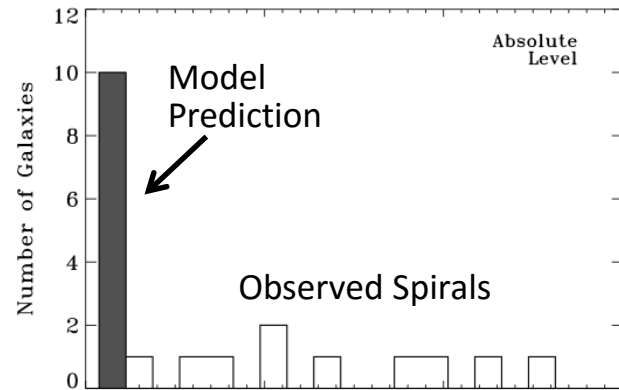 12
10
8
6
4
2
0
Number of Galaxies
Absolute
Level
Model
Prediction
Observed Spirals